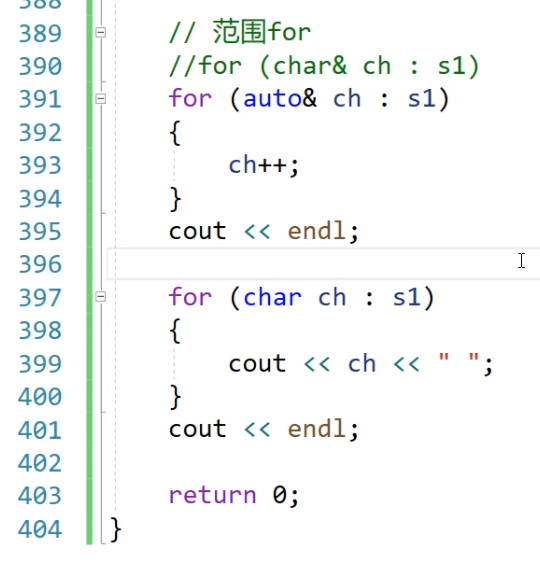 388
389 // 范围for
390 //for (char& ch : s1)
391 for (auto& ch : s1)
392 {
393 ch++;
394 }
395 cout << endl;
396
397 for (char ch : s1)
398 {
399 cout << ch << " ";
400 }
401 cout << endl;
402
403 return 0;
404 }